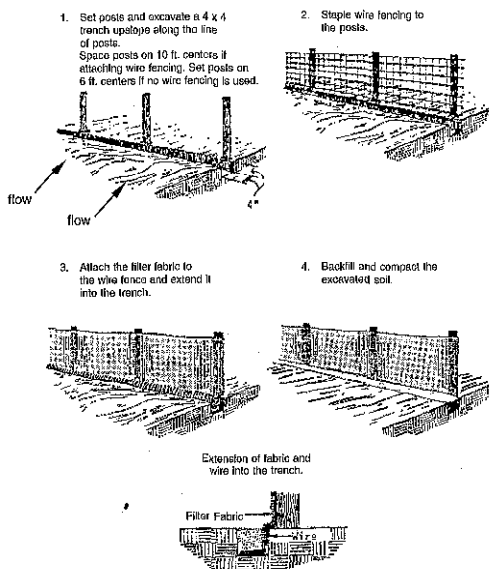 1. Set posts and excavate a 4 x 4
trench upslope along the line
of posts.
Space posts on 10 ft. centers if
attaching wire fencing. Set posts on
6 ft. centers if no wire fencing is used.
flow
flow
4"
2. Staple wire fencing to
the posts.
3. Attach the filter fabric to
the wire fence and extend it
into the trench.
4. Backfill and compact the
excavated soil.
Extension of fabric and
wire into the trench.
Filter Fabric
Wire